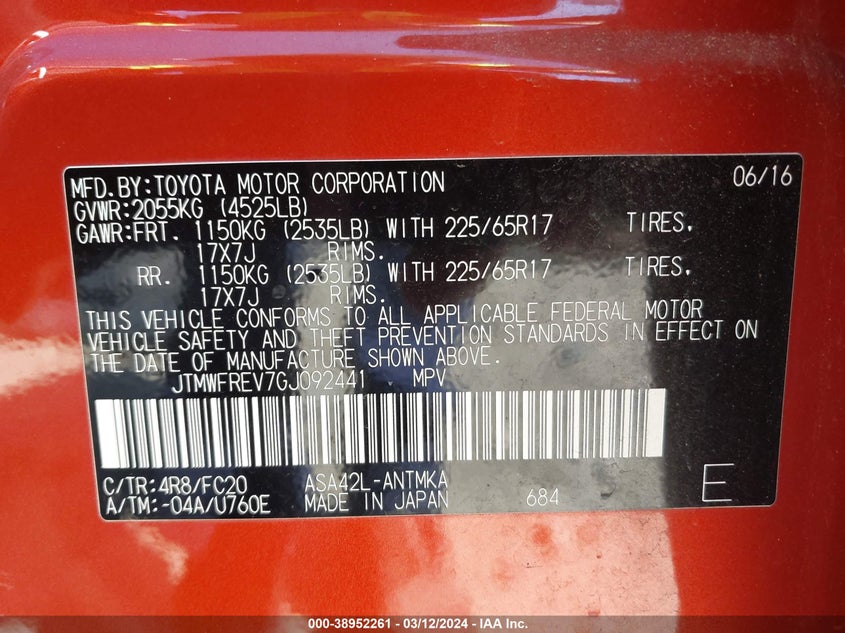 MFD.BY:TOYOTA MOTOR CORPORATION 06/16
GVWR:2055KG (4525LB)
GAWR:FRT. 1150KG (2535LB) WITH 225/65R17 TIRES,
17X7J RIMS.
RR. 1150KG (2535LB) WITH 225/65R17 TIRES,
17X7J RIMS.
THIS VEHICLE CONFORMS TO ALL APPLICABLE FEDERAL MOTOR
VEHICLE SAFETY AND THEFT PREVENTION STANDARDS IN EFFECT ON
THE DATE OF MANUFACTURE SHOWN ABOVE.
JTMWFREV7GJ092441 MPV
C/TR:4R8/FC20 ASA42L-ANTMKA
A/TM:-04A/U760E MADE IN JAPAN 684 E
000-38952261 - 03/12/2024 - IAA Inc.